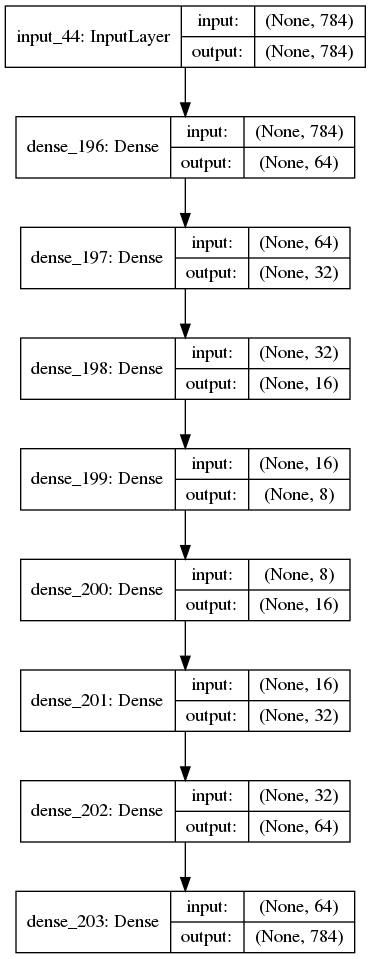 input_44: InputLayer
input: (None, 784)
output: (None, 784)
dense_196: Dense
input: (None, 784)
output: (None, 64)
dense_197: Dense
input: (None, 64)
output: (None, 32)
dense_198: Dense
input: (None, 32)
output: (None, 16)
dense_199: Dense
input: (None, 16)
output: (None, 8)
dense_200: Dense
input: (None, 8)
output: (None, 16)
dense_201: Dense
input: (None, 16)
output: (None, 32)
dense_202: Dense
input: (None, 32)
output: (None, 64)
dense_203: Dense
input: (None, 64)
output: (None, 784)